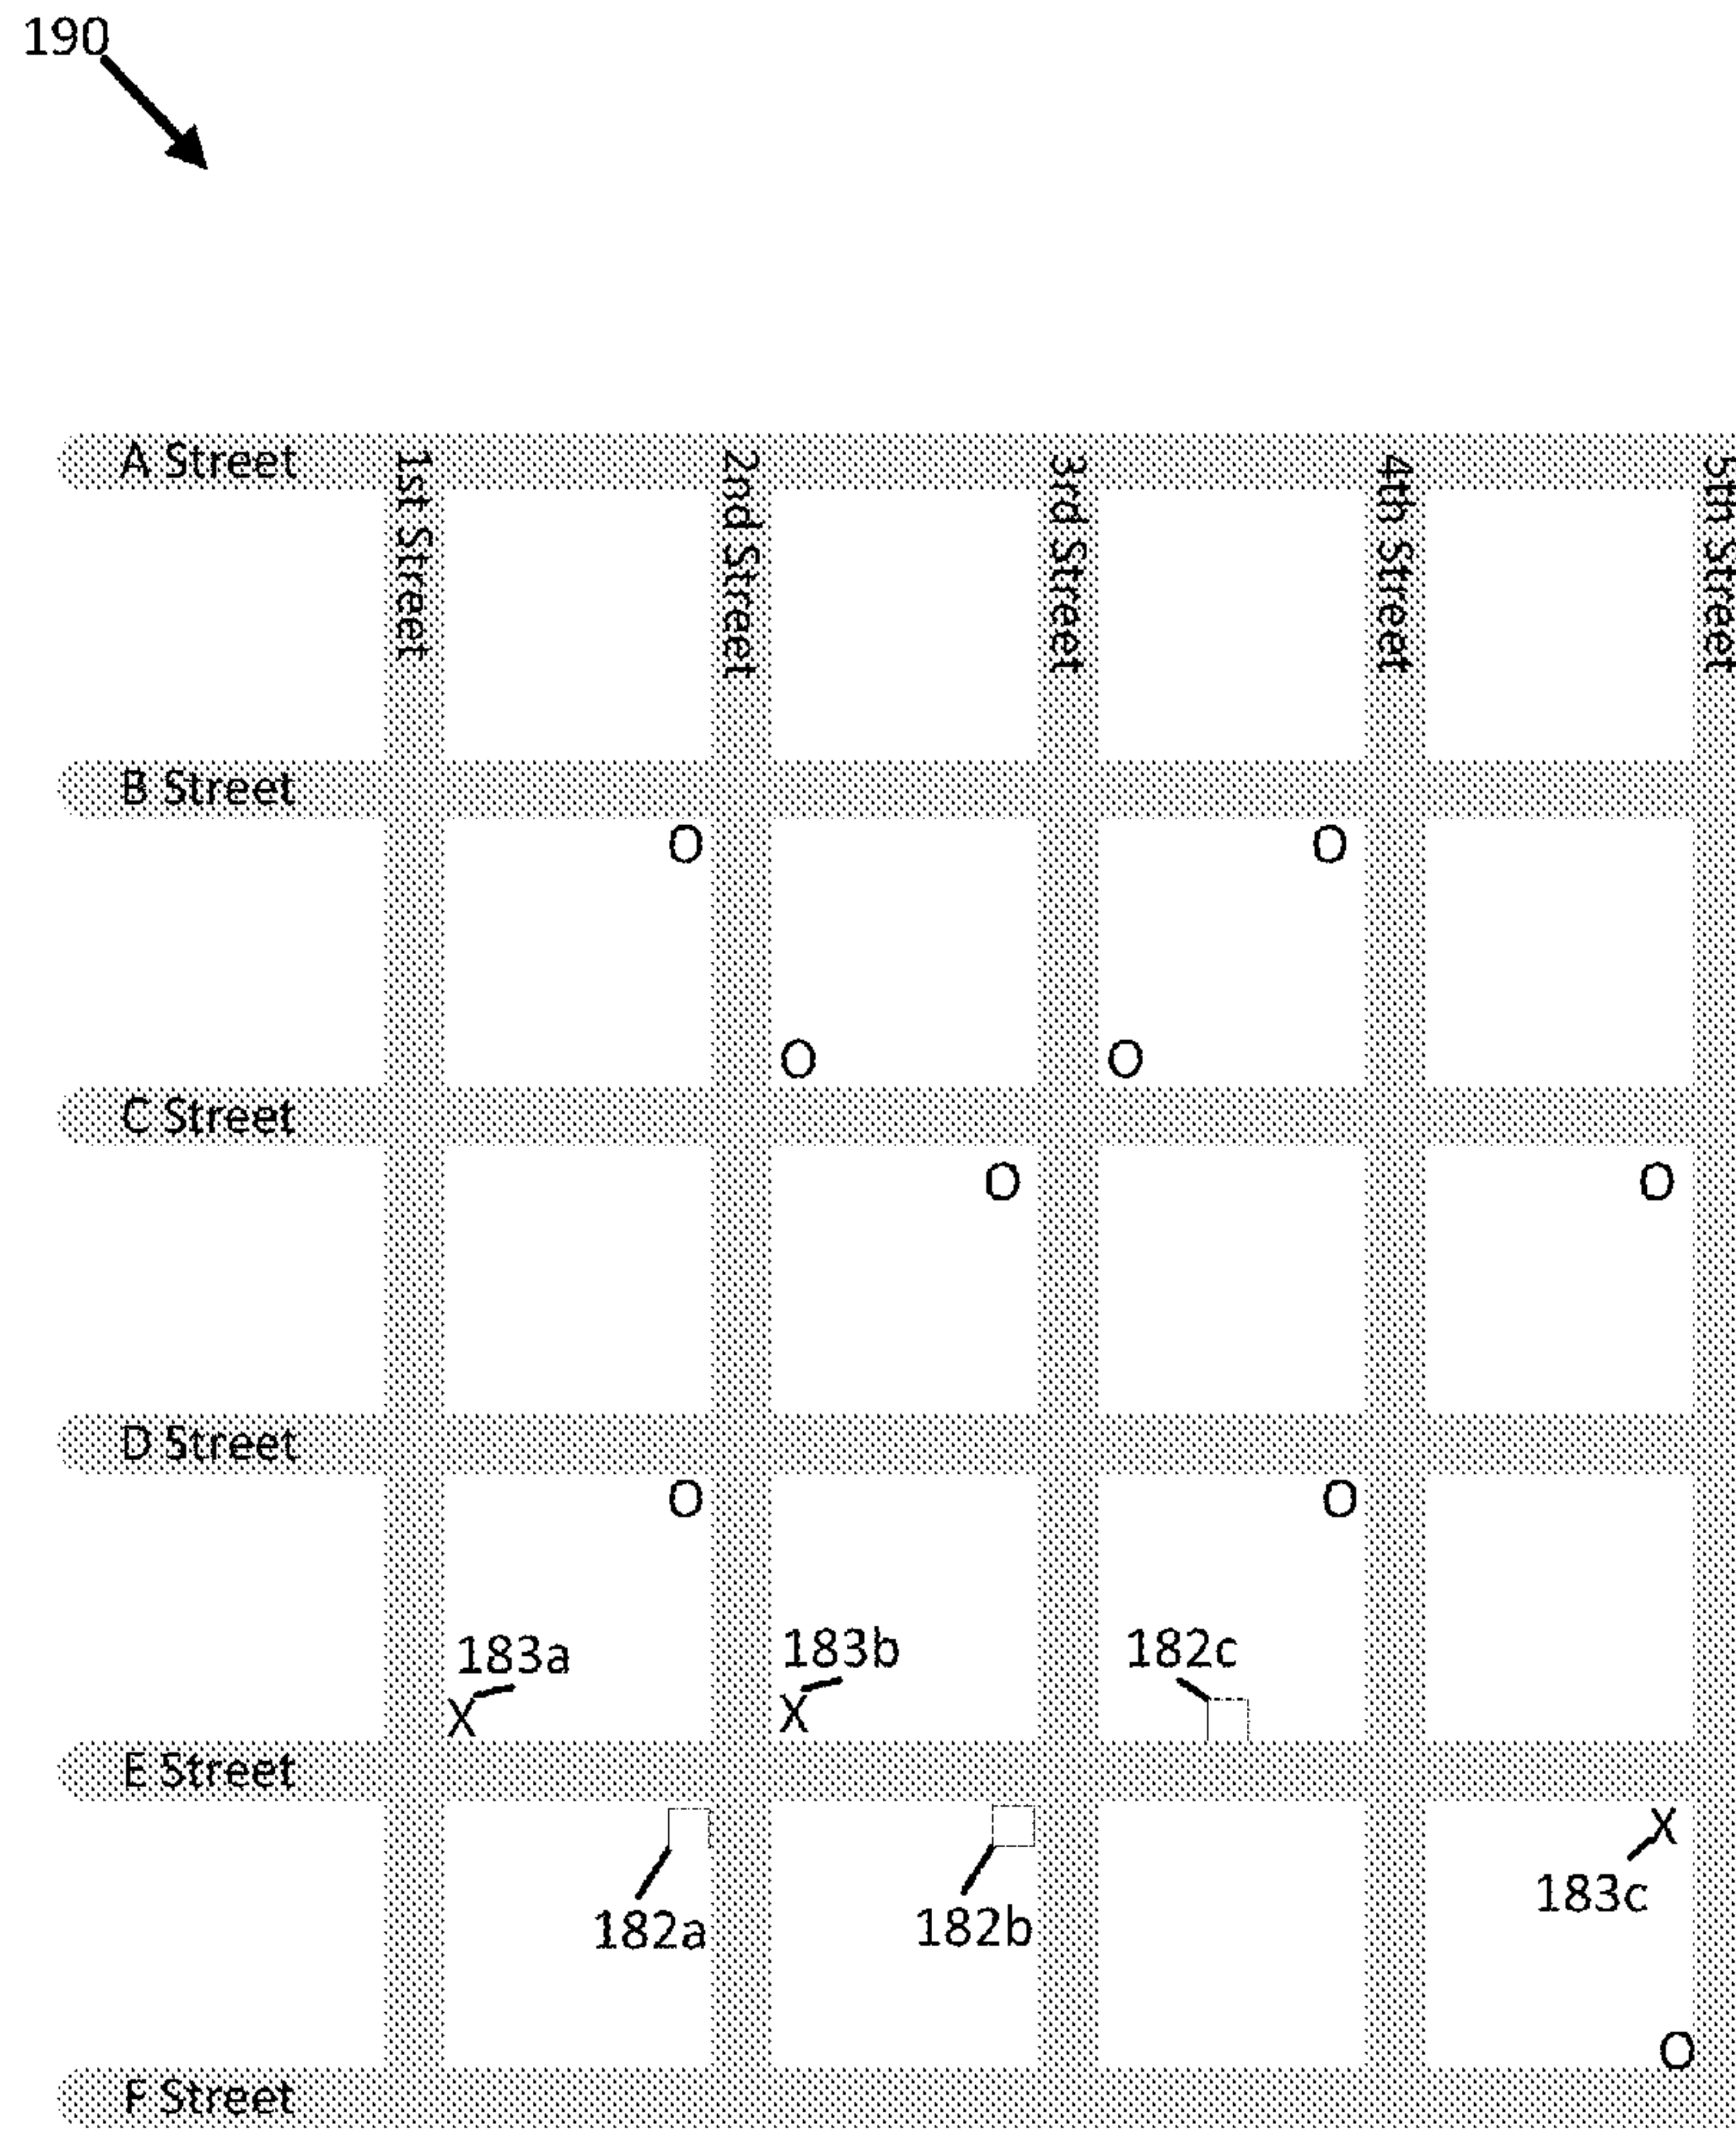 190
A Street
1st Street
2nd Street
3rd Street
4th Street
5th Street
B Street
O
O
O
O
C Street
O
O
D Street
O
O
183a
183b
182c
X
X
E Street
X
182a
182b
183c
O
F Street